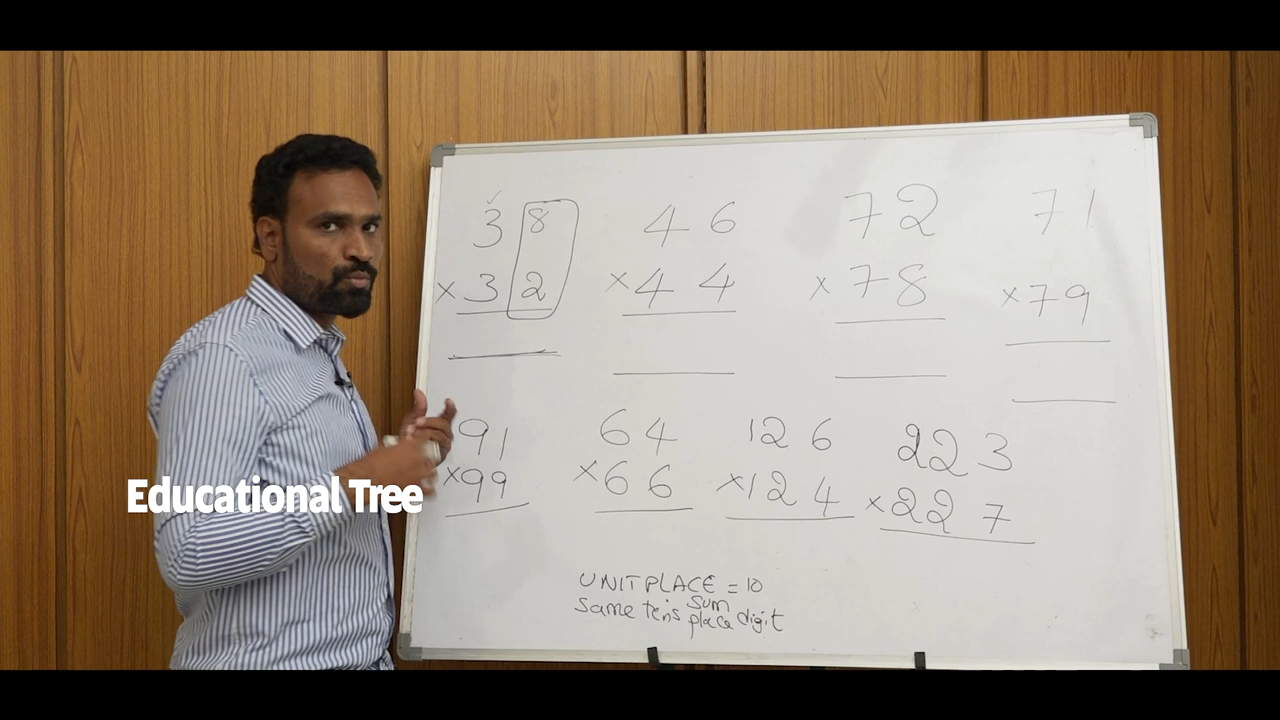 38 46 72 71
×32 ×44 ×78 ×79
91 64 126 223
×99 ×66 ×124 ×227
Educational Tree
UNIT PLACE = 10
sum
Same ten's place digit